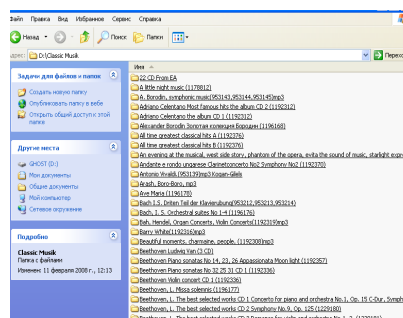 Файл Правка Вид Избранное Сервис Справка
Назад Поиск Папки
Адрес: D:\Classic Musik
Имя
Задачи для файлов и папок
Создать новую папку
Опубликовать папку в вебе
Открыть общий доступ к этой папке
Другие места
GHOST (D:)
Мои документы
Общие документы
Мой компьютер
Сетевое окружение
Подробно
Classic Musik
Папка с файлами
Изменен: 11 февраля 2008 г., 12:13
22 CD From EA
A little night music (1178812)
A. Borodin, symphonic music(953143,953144,953145)mp3
Adriano Celentano Most Famous hits the album CD 2 (1192312)
Adriano Celentano the album CD 1 (1192312)
Alexander Borodin Золотая коллекция Бородин (1196168)
All time greatest classical hits A (1192376)
All time greatest classical hits B (1192376)
An evening at the musical, west side story, phantom of the opera, evita the sound of music, starlight expre
Andante e rondo ungarese Clarinetconcerto No2 Symphony No2 (1192370)
Antonio Vivaldi,(953139)mp3 Kogan-Gilels
Arash, Boro-Boro, mp3
Ave Maria (1196178)
Bach I.S. Driten Teil der Klavierubung(953212,953213,953214)
Bach, I. S. Orchestral suites No 1-4 (1196176)
Bah, Hendel, Organ Concerts, Violin Concerts(1192319)mp3
Barry White(1192316)mp3
Beautiful moments, charmaine, people, (1192308)mp3
Beethoven Ludwig Van (3 CD)
Beethoven Piano sonatas No 14, 23, 26 Appassionata Moon light (1192357)
Beethoven Piano sonatas No 32 25 31 CD 1 (1192336)
Beethoven Violin concert CD 1 (1192336)
Beethoven, L. Missa solemnis (1196177)
Beethoven, L. The best selected works CD 1 Concerto for piano and orchestra No.1, Op. 15 C-Dur, Symph
Beethoven, L. The best selected works CD 2 Symphony No.9, Op. 125 (1229180)